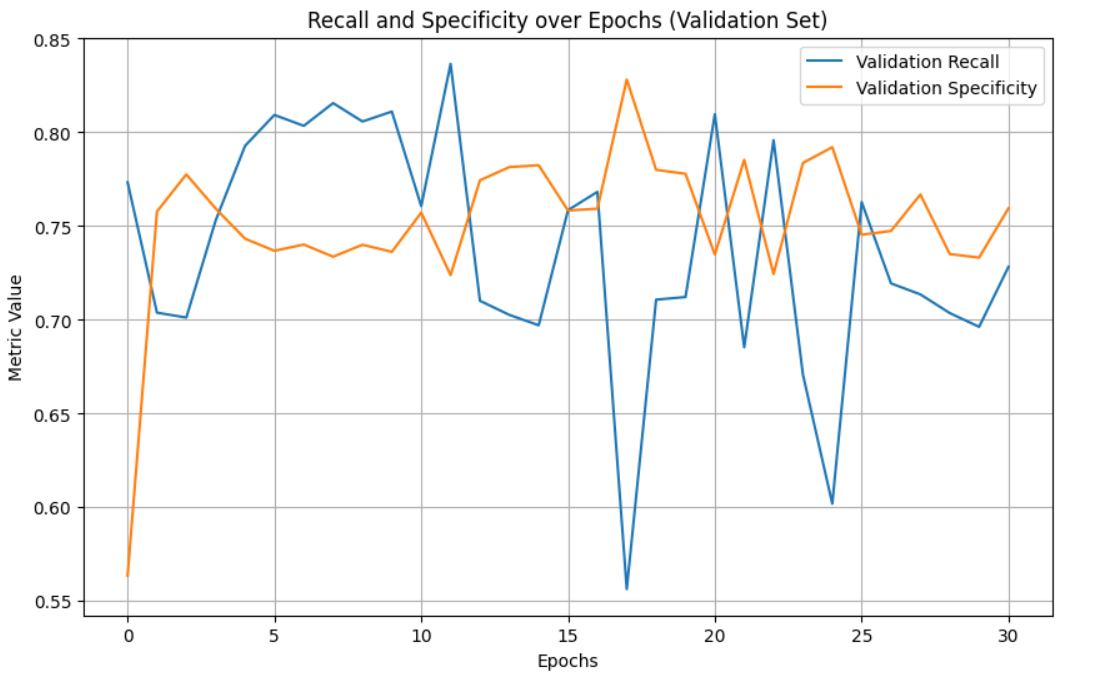 Recall and Specificity over Epochs (Validation Set)
Validation Recall
Validation Specificity
Metric Value
0.85
0.80
0.75
0.70
0.65
0.60
0.55
0 5 10 15 20 25 30
Epochs